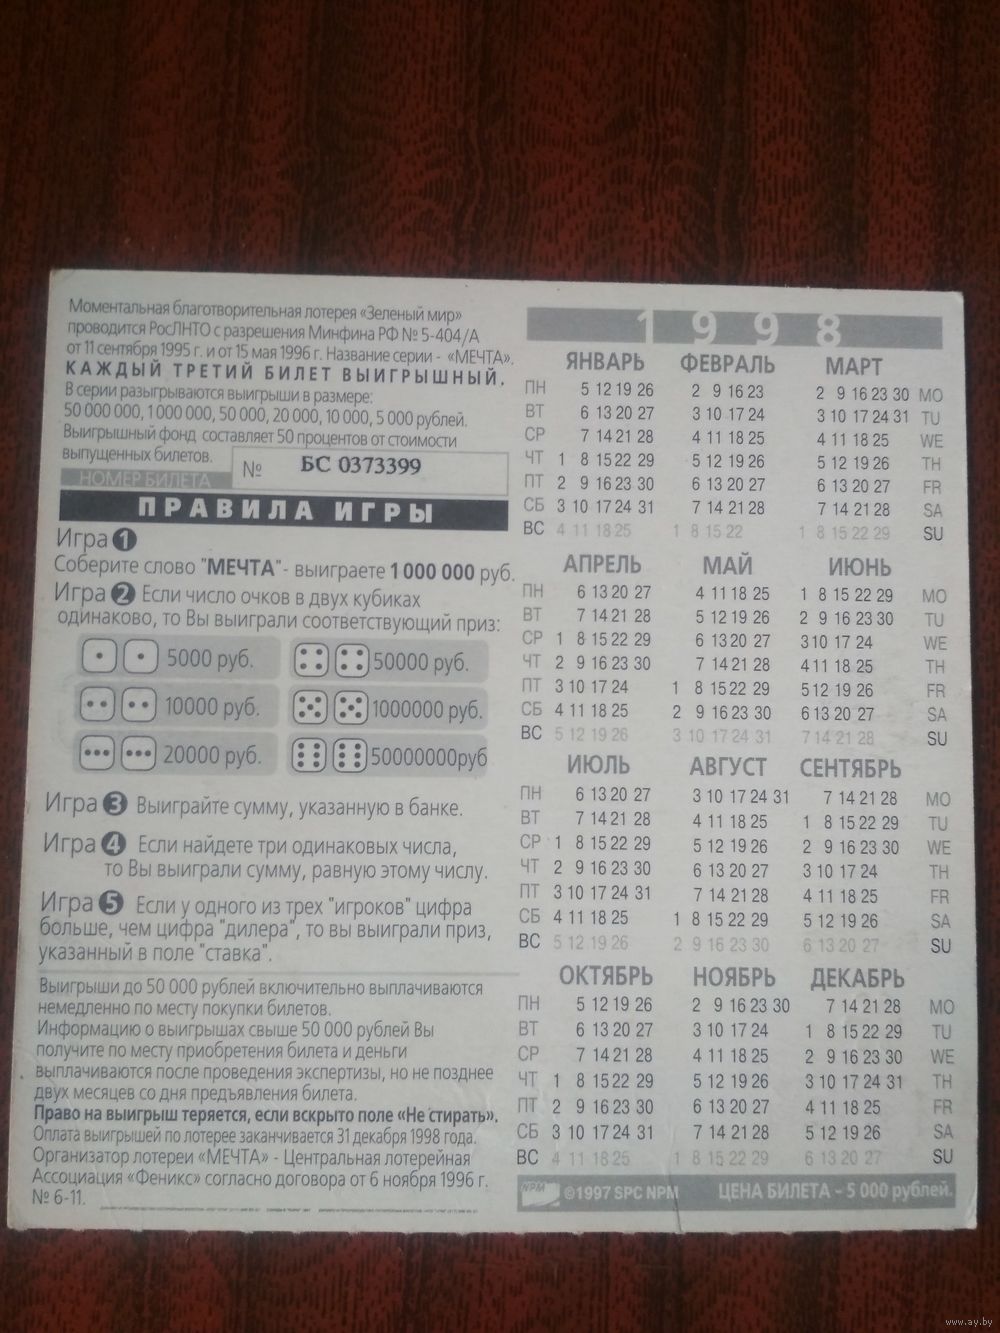 Моментальная благотворительная лотерея «Зеленый мир»
проводится РосЛНТО с разрешения Минфина РФ № 5-404/А
от 11 сентября 1995 г. и от 15 мая 1996 г. Название серии - «МЕЧТА».
КАЖДЫЙ ТРЕТИЙ БИЛЕТ ВЫИГРЫШНЫЙ.
В серии разыгрываются выигрыши в размере:
50 000 000, 1 000 000, 50 000, 20 000, 10 000, 5 000 рублей.
Выигрышный фонд составляет 50 процентов от стоимости
выпущенных билетов.
НОМЕР БИЛЕТА № БС 0373399
ПРАВИЛА ИГРЫ
Игра 1
Соберите слово "МЕЧТА"- выиграете 1 000 000 руб.
Игра 2 Если число очков в двух кубиках
одинаково, то Вы выиграли соответствующий приз:
5000 руб. 50000 руб.
10000 руб. 1000000 руб.
20000 руб. 50000000руб
Игра 3 Выиграйте сумму, указанную в банке.
Игра 4 Если найдете три одинаковых числа,
то Вы выиграли сумму, равную этому числу.
Игра 5 Если у одного из трех "игроков" цифра
больше, чем цифра "дилера", то вы выиграли приз,
указанный в поле "ставка".
Выигрыши до 50 000 рублей включительно выплачиваются
немедленно по месту покупки билетов.
Информацию о выигрышах свыше 50 000 рублей Вы
получите по месту приобретения билета и деньги
выплачиваются после проведения экспертизы, но не позднее
двух месяцев со дня предъявления билета.
Право на выигрыш теряется, если вскрыто поле «Не стирать».
Оплата выигрышей по лотерее заканчивается 31 декабря 1998 года.
Организатор лотереи «МЕЧТА» - Центральная лотерейная
Ассоциация «Феникс» согласно договора от 6 ноября 1996 г.
№ 6-11.
1998
ЯНВАРЬ ФЕВРАЛЬ МАРТ
ПН 5 12 19 26 2 9 16 23 2 9 16 23 30 MO
ВТ 6 13 20 27 3 10 17 24 3 10 17 24 31 TU
СР 7 14 21 28 4 11 18 25 4 11 18 25 WE
ЧТ 1 8 15 22 29 5 12 19 26 5 12 19 26 TH
ПТ 2 9 16 23 30 6 13 20 27 6 13 20 27 FR
СБ 3 10 17 24 31 7 14 21 28 7 14 21 28 SA
ВС 4 11 18 25 1 8 15 22 1 8 15 22 29 SU
АПРЕЛЬ МАЙ ИЮНЬ
ПН 6 13 20 27 4 11 18 25 1 8 15 22 29 MO
ВТ 7 14 21 28 5 12 19 26 2 9 16 23 30 TU
СР 1 8 15 22 29 6 13 20 27 3 10 17 24 WE
ЧТ 2 9 16 23 30 7 14 21 28 4 11 18 25 TH
ПТ 3 10 17 24 1 8 15 22 29 5 12 19 26 FR
СБ 4 11 18 25 2 9 16 23 30 6 13 20 27 SA
ВС 5 12 19 26 3 10 17 24 31 7 14 21 28 SU
ИЮЛЬ АВГУСТ СЕНТЯБРЬ
ПН 6 13 20 27 3 10 17 24 31 7 14 21 28 MO
ВТ 7 14 21 28 4 11 18 25 1 8 15 22 29 TU
СР 1 8 15 22 29 5 12 19 26 2 9 16 23 30 WE
ЧТ 2 9 16 23 30 6 13 20 27 3 10 17 24 TH
ПТ 3 10 17 24 31 7 14 21 28 4 11 18 25 FR
СБ 4 11 18 25 1 8 15 22 29 5 12 19 26 SA
ВС 5 12 19 26 2 9 16 23 30 6 13 20 27 SU
ОКТЯБРЬ НОЯБРЬ ДЕКАБРЬ
ПН 5 12 19 26 2 9 16 23 30 7 14 21 28 MO
ВТ 6 13 20 27 3 10 17 24 1 8 15 22 29 TU
СР 7 14 21 28 4 11 18 25 2 9 16 23 30 WE
ЧТ 1 8 15 22 29 5 12 19 26 3 10 17 24 31 TH
ПТ 2 9 16 23 30 6 13 20 27 4 11 18 25 FR
СБ 3 10 17 24 31 7 14 21 28 5 12 19 26 SA
ВС 4 11 18 25 1 8 15 22 29 6 13 20 27 SU
NPM ©1997 SPC NPM ЦЕНА БИЛЕТА - 5 000 рублей.
www.ay.by